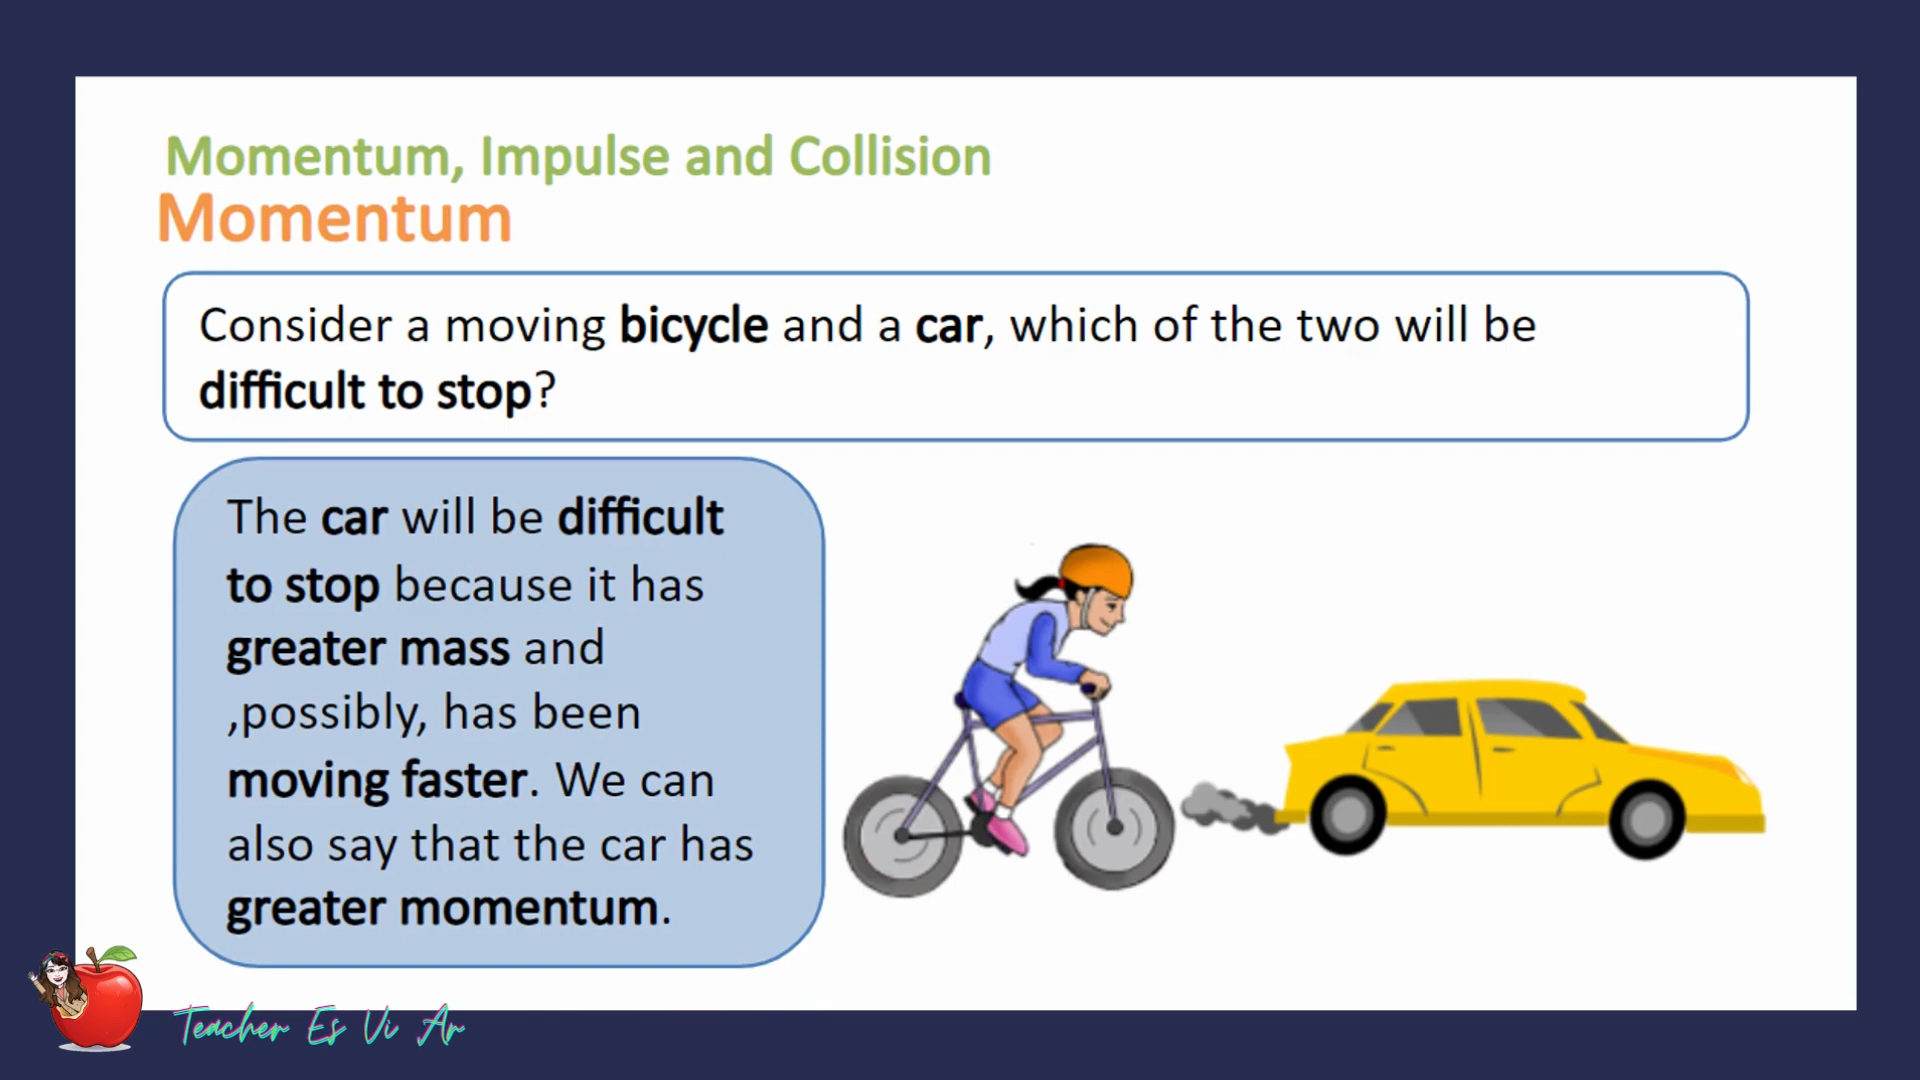 Momentum, Impulse and Collision
Momentum
Consider a moving bicycle and a car, which of the two will be
difficult to stop?
The car will be difficult
to stop because it has
greater mass and
,possibly, has been
moving faster. We can
also say that the car has
greater momentum.
Teacher Es Vi Ar